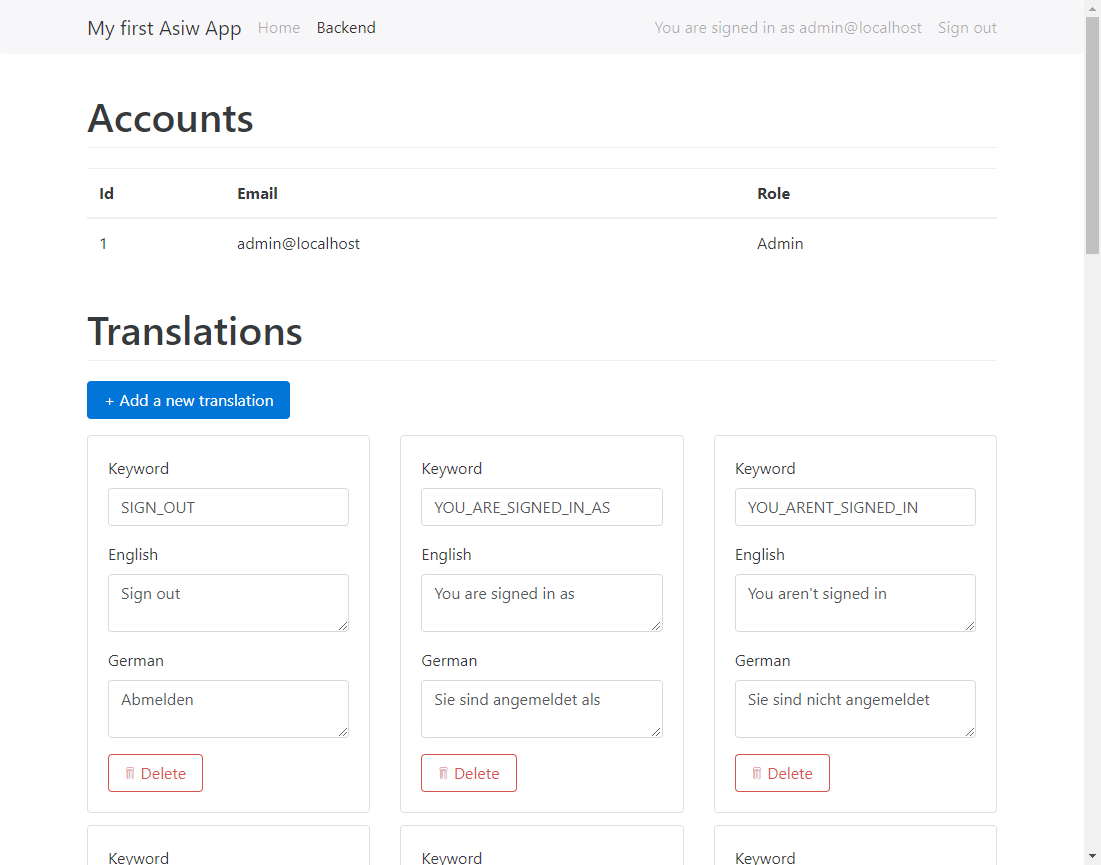 My first Asiw App Home Backend You are signed in as admin@localhost Sign out
Accounts
Id Email Role
1 admin@localhost Admin
Translations
+ Add a new translation
Keyword Keyword Keyword
SIGN_OUT YOU_ARE_SIGNED_IN_AS YOU_ARENT_SIGNED_IN
English English English
Sign out You are signed in as You aren't signed in
German German German
Abmelden Sie sind angemeldet als Sie sind nicht angemeldet
Delete Delete Delete
Keyword Keyword Keyword